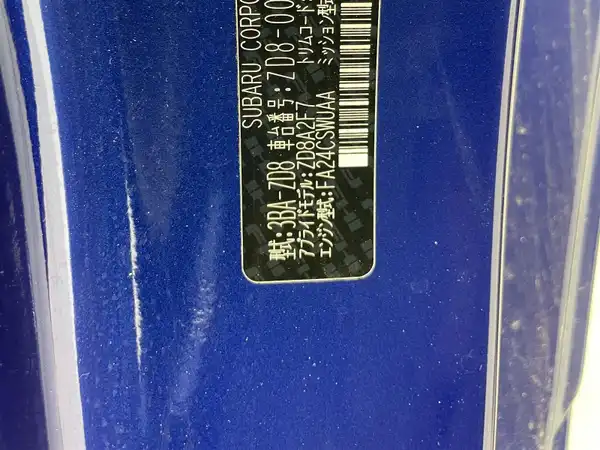 SUBARU CORPO
型式:3BA-ZD8 車台番号:ZD8-00
アプライドモデル:ZD8A2F7 トリムコード:
エンジン型式:FA24CSWUAA ミッション型式